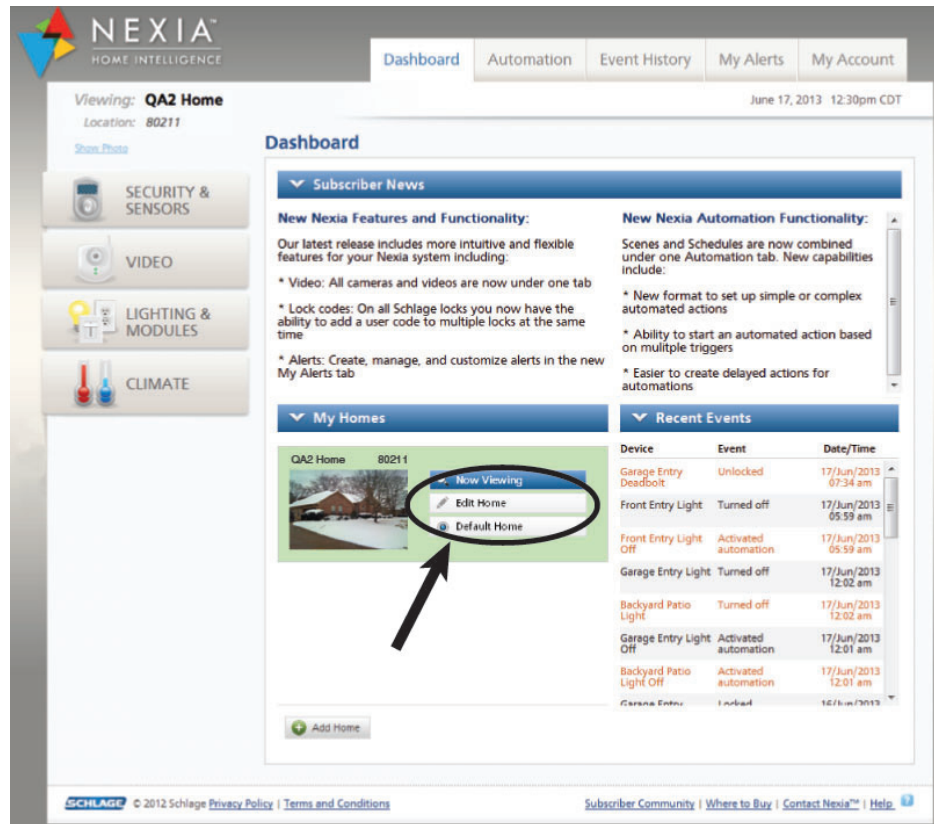 NEXIA™
HOME INTELLIGENCE
Dashboard
Automation
Event History
My Alerts
My Account
Viewing: QA2 Home
Location: 80211
Show Photo
June 17, 2013 12:30pm CDT
SECURITY &
SENSORS
VIDEO
LIGHTING &
MODULES
CLIMATE
Dashboard
Subscriber News
New Nexia Features and Functionality:
Our latest release includes more intuitive and flexible
features for your Nexia system including:
* Video: All cameras and videos are now under one tab
* Lock codes: On all Schlage locks you now have the
ability to add a user code to multiple locks at the same
time
* Alerts: Create, manage, and customize alerts in the new
My Alerts tab
New Nexia Automation Functionality:
Scenes and Schedules are now combined
under one Automation tab. New capabilities
include:
* New format to set up simple or complex
automated actions
* Ability to start an automated action based
on mulitple triggers
* Easier to create delayed actions for
automations
My Homes
QA2 Home 80211
Now Viewing
Edit Home
Default Home
Add Home
Recent Events
Device Event Date/Time
Garage Entry Unlocked 17/Jun/2013
Deadbolt 07:34 am
Front Entry Light Turned off 17/Jun/2013
05:59 am
Front Entry Light Activated 17/Jun/2013
Off automation 05:59 am
Garage Entry Light Turned off 17/Jun/2013
12:02 am
Backyard Patio Turned off 17/Jun/2013
Light 12:02 am
Garage Entry Light Activated 17/Jun/2013
Off automation 12:01 am
Backyard Patio Activated 17/Jun/2013
Light Off automation 12:01 am
Garage Entry Locked 16/Jun/2013
SCHLAGE © 2012 Schlage Privacy Policy | Terms and Conditions
Subscriber Community | Where to Buy | Contact Nexia™ | Help ?